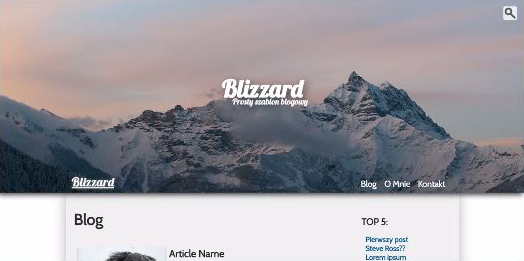 Blizzard
Prosty szablon blogowy
Blizzard
Blog O Mnie Kontakt
Blog
TOP 5:
Pierwszy post
Steve Ross??
Lorem ipsum
Article Name